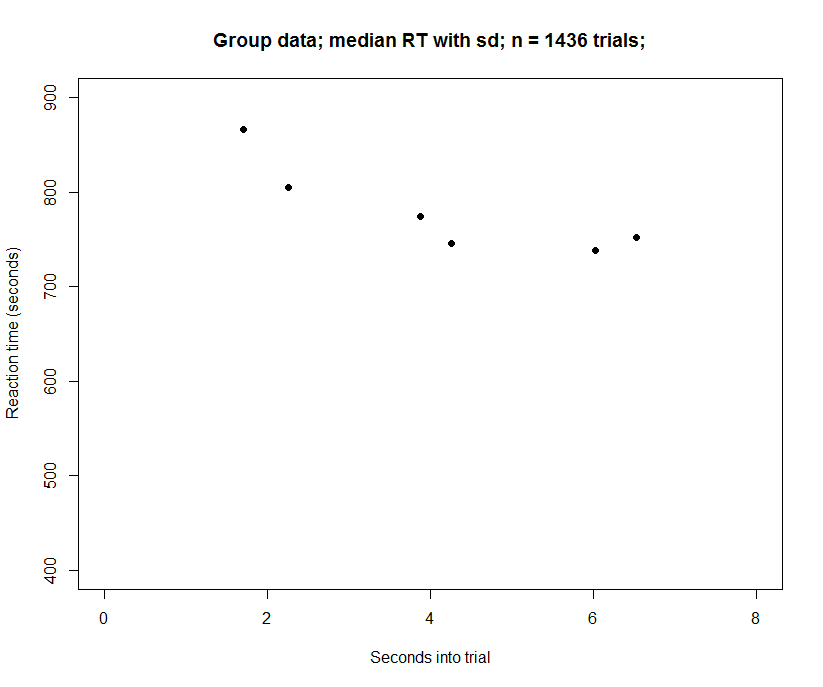 Group data; median RT with sd; n = 1436 trials;
900
800
700
600
500
400
Reaction time (seconds)
0 2 4 6 8
Seconds into trial